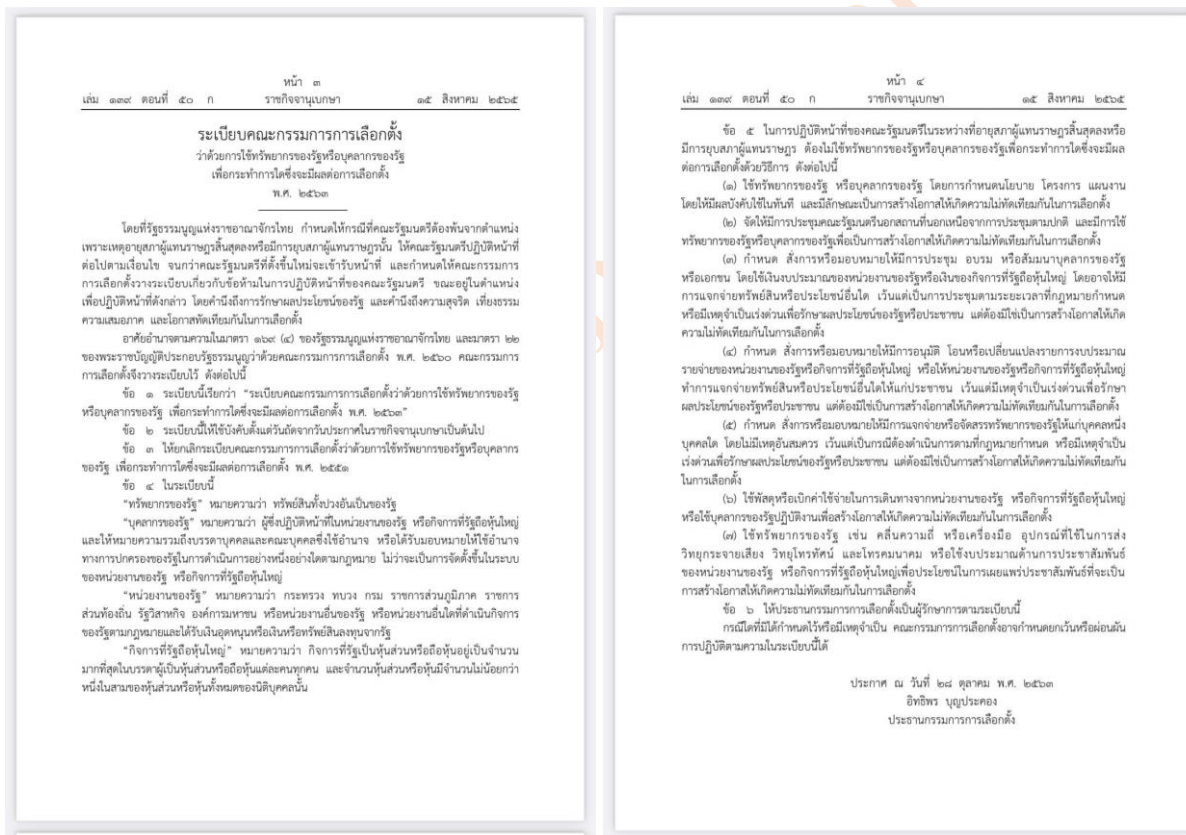 หน้า ๓
เล่ม ๑๓๙ ตอนที่ ๕๐ ก ราชกิจจานุเบกษา ๑๕ สิงหาคม ๒๕๖๕
ระเบียบคณะกรรมการการเลือกตั้ง
ว่าด้วยการใช้ทรัพยากรของรัฐหรือบุคลากรของรัฐ
เพื่อกระทำการใดซึ่งจะมีผลต่อการเลือกตั้ง
พ.ศ. ๒๕๖๓
โดยที่รัฐธรรมนูญแห่งราชอาณาจักรไทย กำหนดให้กรณีที่คณะรัฐมนตรีต้องพ้นจากตำแหน่ง
เพราะเหตุอายุสภาผู้แทนราษฎรสิ้นสุดลงหรือมีการยุบสภาผู้แทนราษฎรนั้น ให้คณะรัฐมนตรีปฏิบัติหน้าที่
ต่อไปตามเงื่อนไข จนกว่าคณะรัฐมนตรีที่ตั้งขึ้นใหม่จะเข้ารับหน้าที่ และกำหนดให้คณะกรรมการ
การเลือกตั้งวางระเบียบเกี่ยวกับข้อห้ามในการปฏิบัติหน้าที่ของคณะรัฐมนตรี ขณะอยู่ในตำแหน่ง
เพื่อปฏิบัติหน้าที่ดังกล่าว โดยคำนึงถึงการรักษาผลประโยชน์ของรัฐ และคำนึงถึงความสุจริต เที่ยงธรรม
ความเสมอภาค และโอกาสทัดเทียมกันในการเลือกตั้ง
อาศัยอำนาจตามความในมาตรา ๑๖๙ (๔) ของรัฐธรรมนูญแห่งราชอาณาจักรไทย และมาตรา ๒๒
ของพระราชบัญญัติประกอบรัฐธรรมนูญว่าด้วยคณะกรรมการการเลือกตั้ง พ.ศ. ๒๕๖๐ คณะกรรมการ
การเลือกตั้งจึงวางระเบียบไว้ ดังต่อไปนี้
ข้อ ๑ ระเบียบนี้เรียกว่า “ระเบียบคณะกรรมการการเลือกตั้งว่าด้วยการใช้ทรัพยากรของรัฐ
หรือบุคลากรของรัฐ เพื่อกระทำการใดซึ่งจะมีผลต่อการเลือกตั้ง พ.ศ. ๒๕๖๓”
ข้อ ๒ ระเบียบนี้ให้ใช้บังคับตั้งแต่วันถัดจากวันประกาศในราชกิจจานุเบกษาเป็นต้นไป
ข้อ ๓ ให้ยกเลิกระเบียบคณะกรรมการการเลือกตั้งว่าด้วยการใช้ทรัพยากรของรัฐหรือบุคลากร
ของรัฐ เพื่อกระทำการใดซึ่งจะมีผลต่อการเลือกตั้ง พ.ศ. ๒๕๕๑
ข้อ ๔ ในระเบียบนี้
“ทรัพยากรของรัฐ” หมายความว่า ทรัพย์สินทั้งปวงอันเป็นของรัฐ
“บุคลากรของรัฐ” หมายความว่า ผู้ซึ่งปฏิบัติหน้าที่ในหน่วยงานของรัฐ หรือกิจการที่รัฐถือหุ้นใหญ่
และให้หมายความรวมถึงบรรดาบุคคลและคณะบุคคลซึ่งใช้อำนาจ หรือได้รับมอบหมายให้ใช้อำนาจ
ทางการปกครองของรัฐในการดำเนินการอย่างหนึ่งอย่างใดตามกฎหมาย ไม่ว่าจะเป็นการจัดตั้งขึ้นในระบบ
ของหน่วยงานของรัฐ หรือกิจการที่รัฐถือหุ้นใหญ่
“หน่วยงานของรัฐ” หมายความว่า กระทรวง ทบวง กรม ราชการส่วนภูมิภาค ราชการ
ส่วนท้องถิ่น รัฐวิสาหกิจ องค์การมหาชน หรือหน่วยงานอื่นของรัฐ หรือหน่วยงานอื่นใดที่ดำเนินกิจการ
ของรัฐตามกฎหมายและได้รับเงินอุดหนุนหรือเงินหรือทรัพย์สินลงทุนจากรัฐ
“กิจการที่รัฐถือหุ้นใหญ่” หมายความว่า กิจการที่รัฐเป็นหุ้นส่วนหรือถือหุ้นอยู่เป็นจำนวน
มากที่สุดในบรรดาผู้เป็นหุ้นส่วนหรือถือหุ้นแต่ละคนทุกคน และจำนวนหุ้นส่วนหรือหุ้นมีจำนวนไม่น้อยกว่า
หนึ่งในสามของหุ้นส่วนหรือหุ้นทั้งหมดของนิติบุคคลนั้น
หน้า ๔
เล่ม ๑๓๙ ตอนที่ ๕๐ ก ราชกิจจานุเบกษา ๑๕ สิงหาคม ๒๕๖๕
ข้อ ๕ ในการปฏิบัติหน้าที่ของคณะรัฐมนตรีในระหว่างที่อายุสภาผู้แทนราษฎรสิ้นสุดลงหรือ
มีการยุบสภาผู้แทนราษฎร ต้องไม่ใช้ทรัพยากรของรัฐหรือบุคลากรของรัฐเพื่อกระทำการใดซึ่งจะมีผล
ต่อการเลือกตั้งด้วยวิธีการ ดังต่อไปนี้
(๑) ใช้ทรัพยากรของรัฐ หรือบุคลากรของรัฐ โดยการกำหนดนโยบาย โครงการ แผนงาน
โดยให้มีผลบังคับใช้ในทันที และมีลักษณะเป็นการสร้างโอกาสให้เกิดความไม่ทัดเทียมกันในการเลือกตั้ง
(๒) จัดให้มีการประชุมคณะรัฐมนตรีนอกสถานที่นอกเหนือจากการประชุมตามปกติ และมีการใช้
ทรัพยากรของรัฐหรือบุคลากรของรัฐเพื่อเป็นการสร้างโอกาสให้เกิดความไม่ทัดเทียมกันในการเลือกตั้ง
(๓) กำหนด สั่งการหรือมอบหมายให้มีการประชุม อบรม หรือสัมมนาบุคลากรของรัฐ
หรือเอกชน โดยใช้เงินงบประมาณของหน่วยงานของรัฐหรือเงินของกิจการที่รัฐถือหุ้นใหญ่ โดยอาจให้มี
การแจกจ่ายทรัพย์สินหรือประโยชน์อื่นใด เว้นแต่เป็นการประชุมตามระยะเวลาที่กฎหมายกำหนด
หรือมีเหตุจำเป็นเร่งด่วนเพื่อรักษาผลประโยชน์ของรัฐหรือประชาชน แต่ต้องมิใช่เป็นการสร้างโอกาสให้เกิด
ความไม่ทัดเทียมกันในการเลือกตั้ง
(๔) กำหนด สั่งการหรือมอบหมายให้มีการอนุมัติ โอนหรือเปลี่ยนแปลงรายการงบประมาณ
รายจ่ายของหน่วยงานของรัฐหรือกิจการที่รัฐถือหุ้นใหญ่ หรือให้หน่วยงานของรัฐหรือกิจการที่รัฐถือหุ้นใหญ่
ทำการแจกจ่ายทรัพย์สินหรือประโยชน์อื่นใดให้แก่ประชาชน เว้นแต่มีเหตุจำเป็นเร่งด่วนเพื่อรักษา
ผลประโยชน์ของรัฐหรือประชาชน แต่ต้องมิใช่เป็นการสร้างโอกาสให้เกิดความไม่ทัดเทียมกันในการเลือกตั้ง
(๕) กำหนด สั่งการหรือมอบหมายให้มีการแจกจ่ายหรือจัดสรรทรัพยากรของรัฐให้แก่บุคคลหนึ่ง
บุคคลใด โดยไม่มีเหตุอันสมควร เว้นแต่เป็นกรณีต้องดำเนินการตามที่กฎหมายกำหนด หรือมีเหตุจำเป็น
เร่งด่วนเพื่อรักษาผลประโยชน์ของรัฐหรือประชาชน แต่ต้องมิใช่เป็นการสร้างโอกาสให้เกิดความไม่ทัดเทียมกัน
ในการเลือกตั้ง
(๖) ใช้พัสดุหรือเบิกค่าใช้จ่ายในการเดินทางจากหน่วยงานของรัฐ หรือกิจการที่รัฐถือหุ้นใหญ่
หรือใช้บุคลากรของรัฐปฏิบัติงานเพื่อสร้างโอกาสให้เกิดความไม่ทัดเทียมกันในการเลือกตั้ง
(๗) ใช้ทรัพยากรของรัฐ เช่น คลื่นความถี่ หรือเครื่องมือ อุปกรณ์ที่ใช้ในการส่ง
วิทยุกระจายเสียง วิทยุโทรทัศน์ และโทรคมนาคม หรือใช้งบประมาณด้านการประชาสัมพันธ์
ของหน่วยงานของรัฐ หรือกิจการที่รัฐถือหุ้นใหญ่เพื่อประโยชน์ในการเผยแพร่ประชาสัมพันธ์ที่จะเป็น
การสร้างโอกาสให้เกิดความไม่ทัดเทียมกันในการเลือกตั้ง
ข้อ ๖ ให้ประธานกรรมการการเลือกตั้งเป็นผู้รักษาการตามระเบียบนี้
กรณีใดที่มิได้กำหนดไว้หรือมีเหตุจำเป็น คณะกรรมการการเลือกตั้งอาจกำหนดยกเว้นหรือผ่อนผัน
การปฏิบัติตามความในระเบียบนี้ได้
ประกาศ ณ วันที่ ๒๘ ตุลาคม พ.ศ. ๒๕๖๓
อิทธิพร บุญประคอง
ประธานกรรมการการเลือกตั้ง